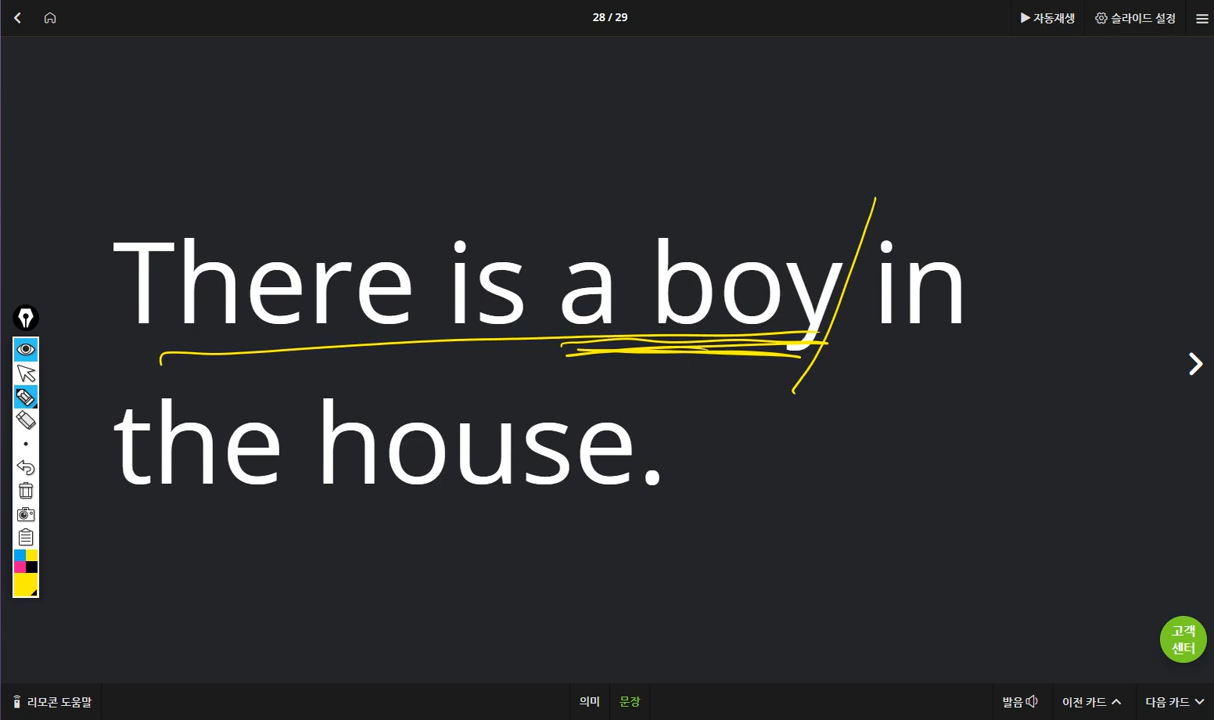 28 / 29
자동재생
슬라이드 설정
There is a boy in
the house.
고객
센터
리모콘 도움말
의미
문장
발음
이전 카드
다음 카드